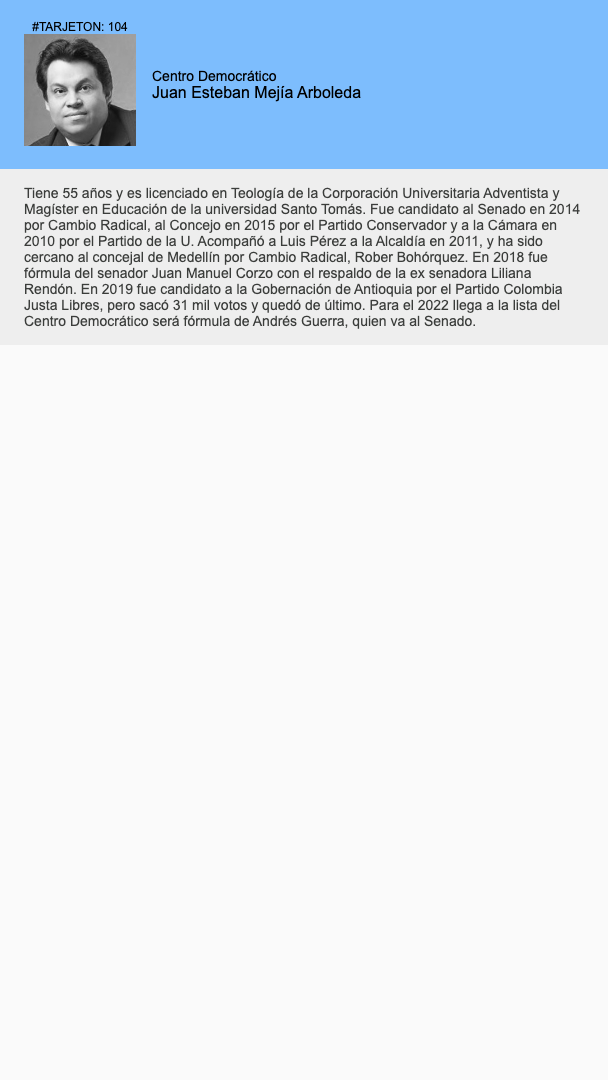 #TARJETON: 104
Centro Democrático
Juan Esteban Mejía Arboleda
Tiene 55 años y es licenciado en Teología de la Corporación Universitaria Adventista y
Magíster en Educación de la universidad Santo Tomás. Fue candidato al Senado en 2014
por Cambio Radical, al Concejo en 2015 por el Partido Conservador y a la Cámara en
2010 por el Partido de la U. Acompañó a Luis Pérez a la Alcaldía en 2011, y ha sido
cercano al concejal de Medellín por Cambio Radical, Rober Bohórquez. En 2018 fue
fórmula del senador Juan Manuel Corzo con el respaldo de la ex senadora Liliana
Rendón. En 2019 fue candidato a la Gobernación de Antioquia por el Partido Colombia
Justa Libres, pero sacó 31 mil votos y quedó de último. Para el 2022 llega a la lista del
Centro Democrático será fórmula de Andrés Guerra, quien va al Senado.